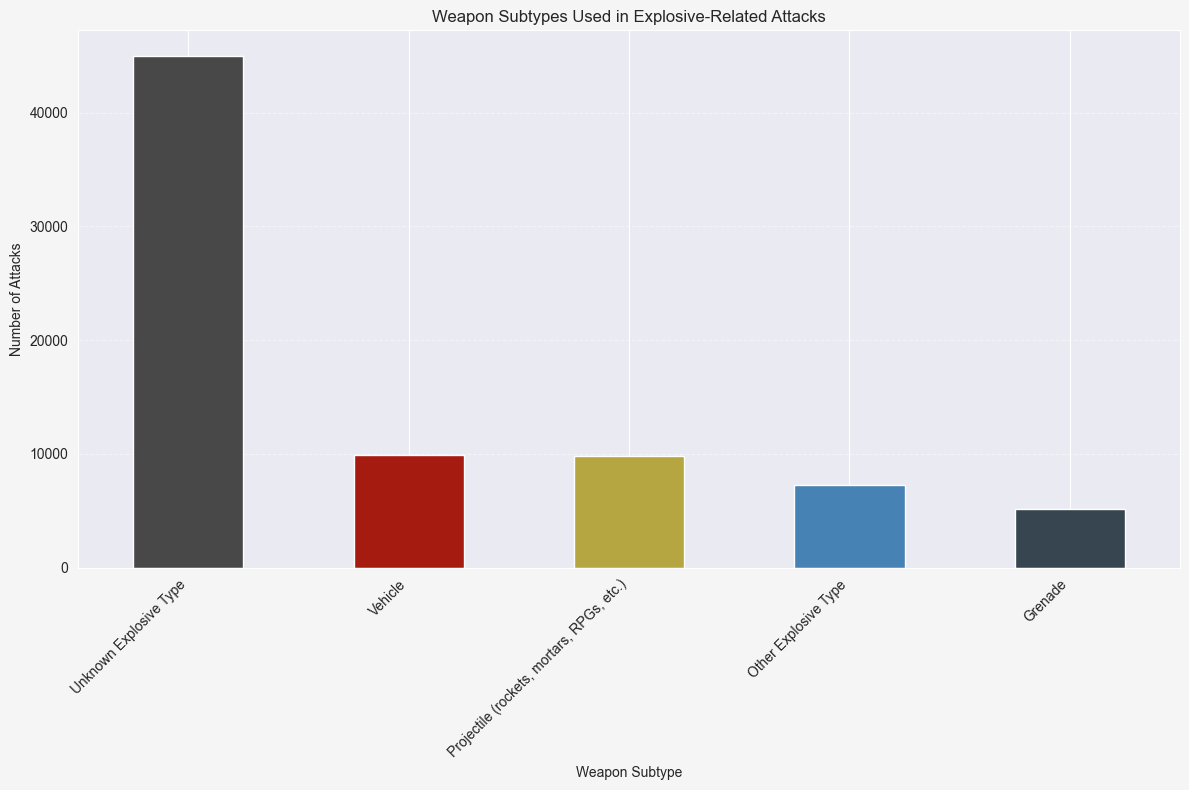 Weapon Subtypes Used in Explosive-Related Attacks
Number of Attacks
40000
30000
20000
10000
0
Unknown Explosive Type
Vehicle
Projectile (rockets, mortars, RPGs, etc.)
Other Explosive Type
Grenade
Weapon Subtype